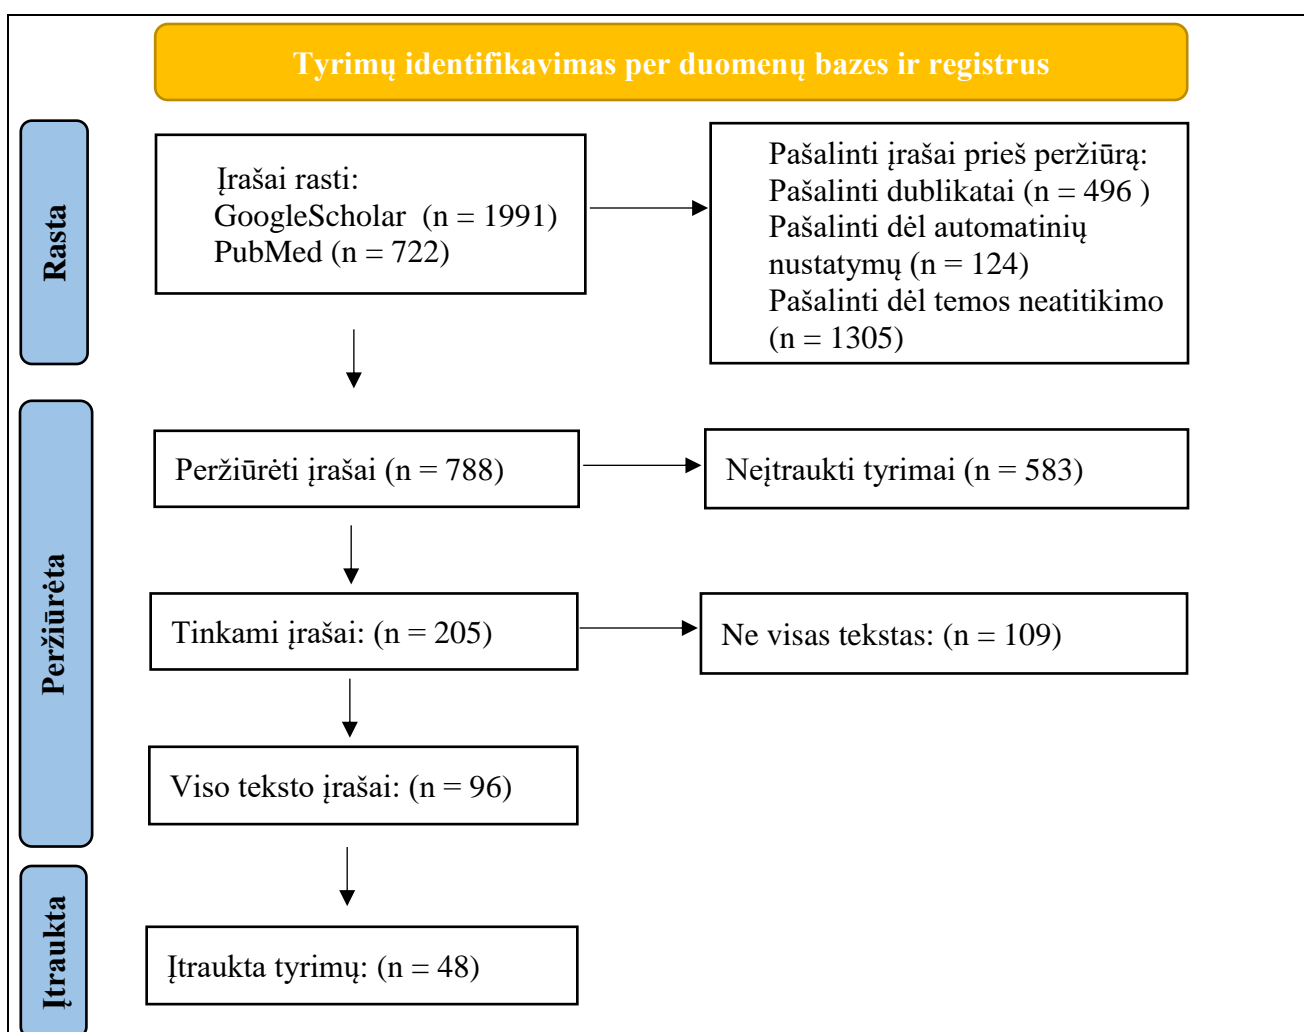 Tyrimų identifikavimas per duomenų bazes ir registrus
Rasta
Įrašai rasti:
GoogleScholar (n = 1991)
PubMed (n = 722)
Pašalinti įrašai prieš peržiūrą:
Pašalinti dublikatai (n = 496 )
Pašalinti dėl automatinių
nustatymų (n = 124)
Pašalinti dėl temos neatitikimo
(n = 1305)
Peržiūrėta
Peržiūrėti įrašai (n = 788)
Neįtraukti tyrimai (n = 583)
Tinkami įrašai: (n = 205)
Ne visas tekstas: (n = 109)
Viso teksto įrašai: (n = 96)
Įtraukta
Įtraukta tyrimų: (n = 48)